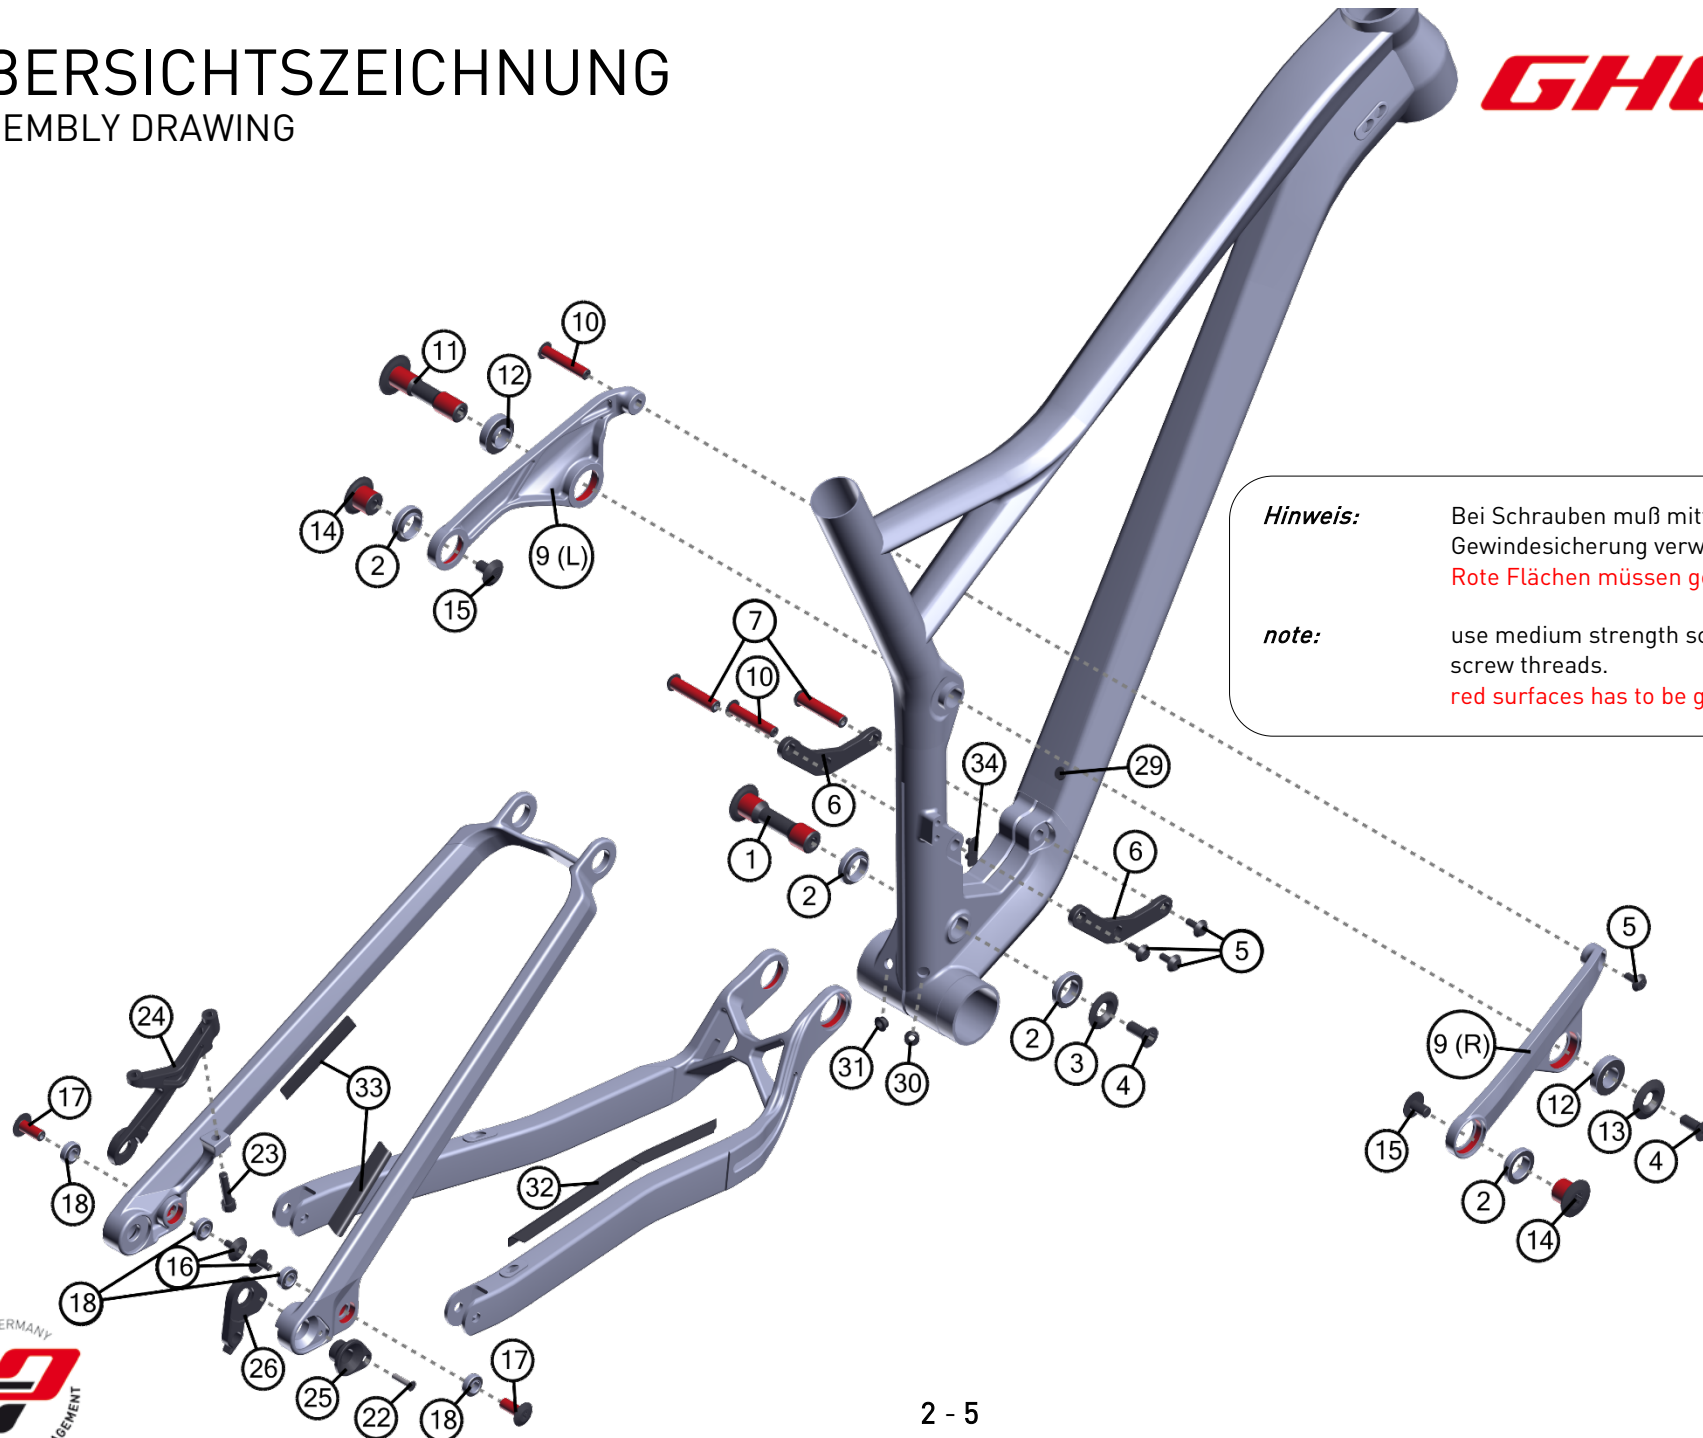 BERSICHTSZEICHNUNG
EMBLY DRAWING
10
11
12
14
2
9 (L)
15
7
10
6
34
29
1
2
6
5
5
Hinweis:
Bei Schrauben muß mit
Gewindesicherung verw
Rote Flächen müssen g
note:
use medium strength sc
screw threads.
red surfaces has to be g
24
33
17
18
23
31
30
2
3
4
9 (R)
12
13
4
15
2
14
32
16
18
26
25
22
18
17
ERMANY
AGEMENT
2 - 5